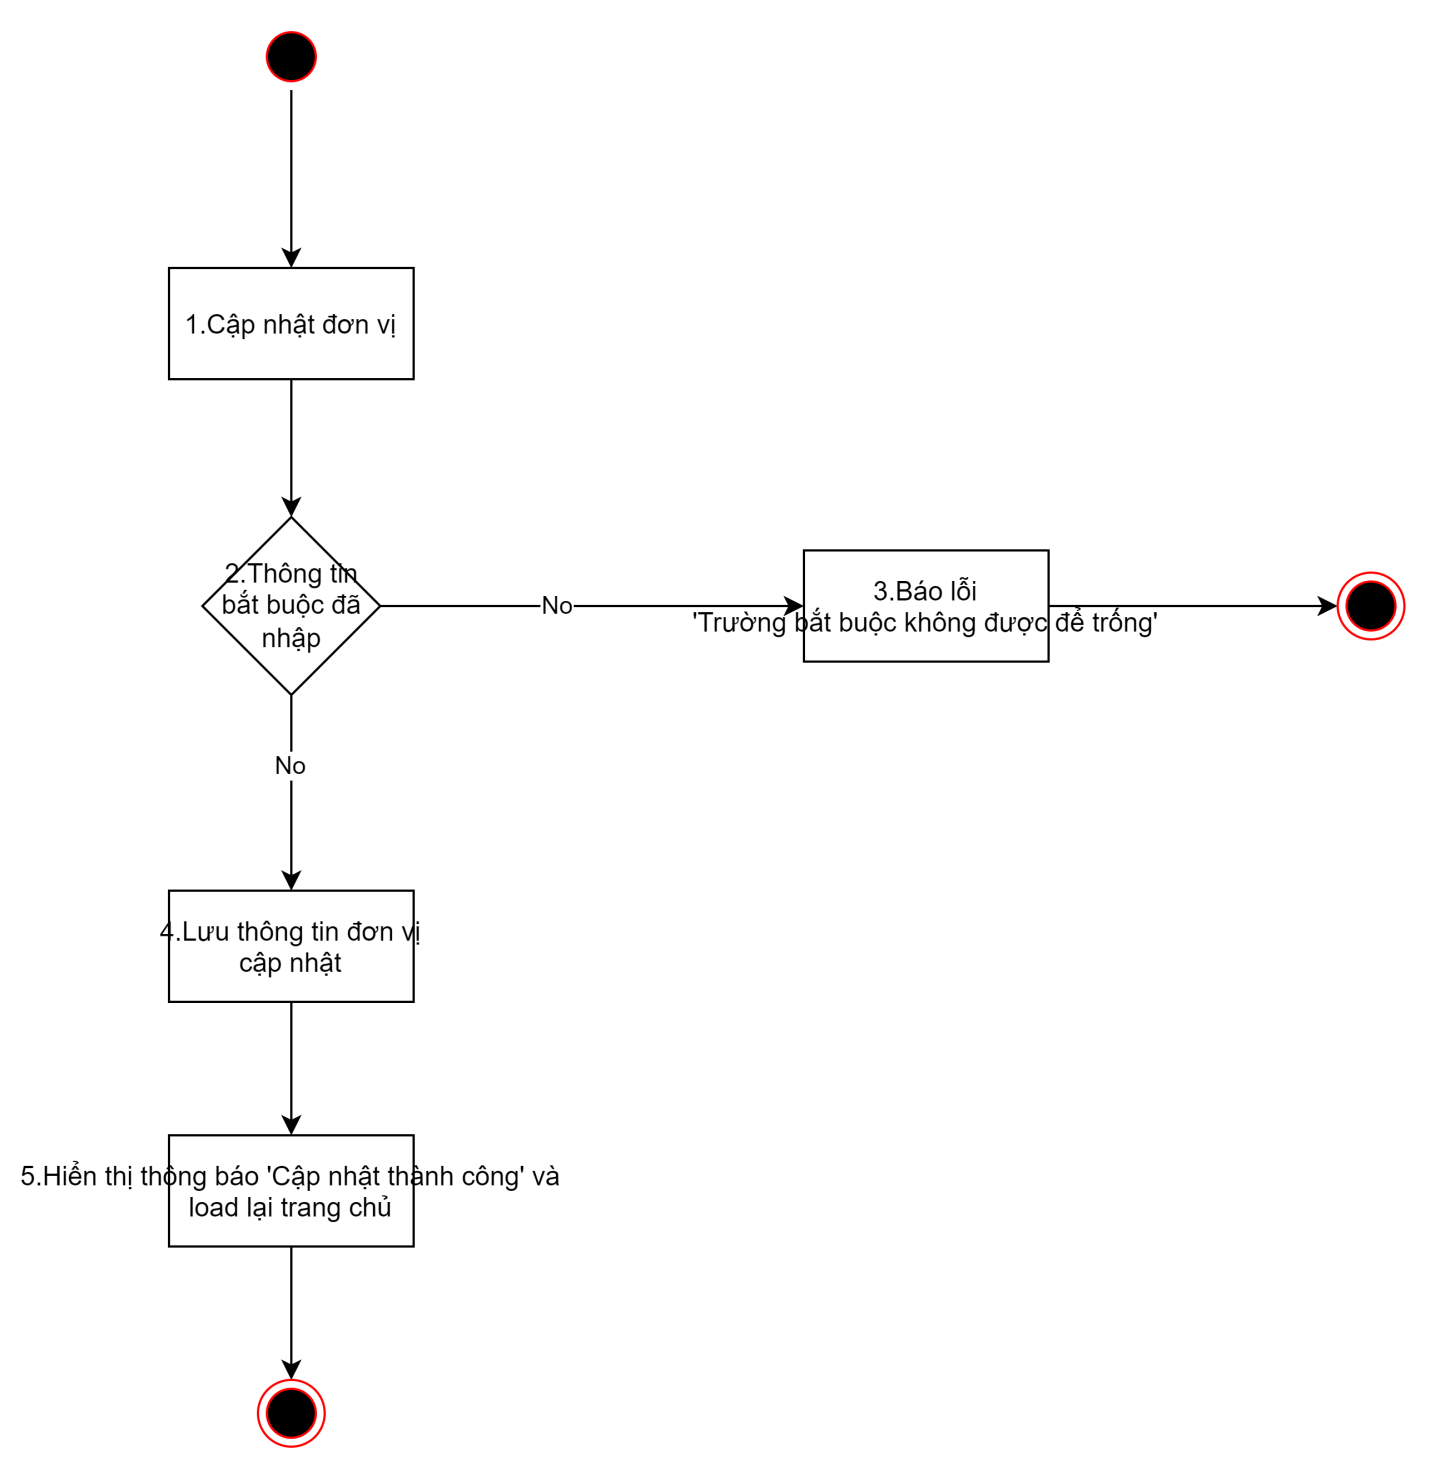 1.Cập nhật đơn vị
2.Thông tin
bắt buộc đã
nhập
No
3.Báo lỗi
'Trường bắt buộc không được để trống'
No
4.Lưu thông tin đơn vị
cập nhật
5.Hiển thị thông báo 'Cập nhật thành công' và
load lại trang chủ